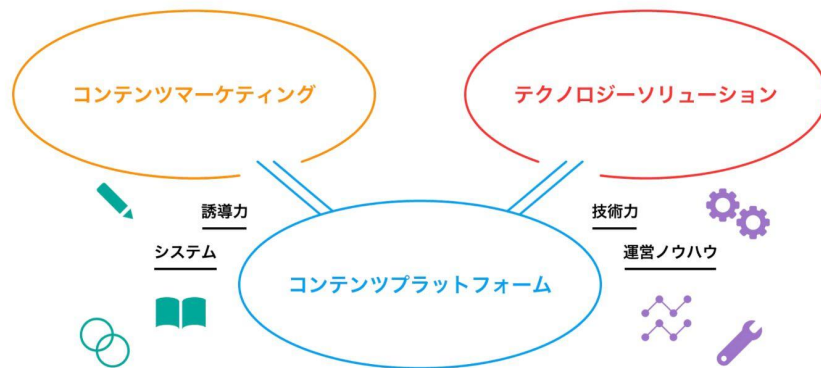 コンテンツマーケティング
テクノロジーソリューション
誘導力
システム
技術力
運営ノウハウ
コンテンツプラットフォーム